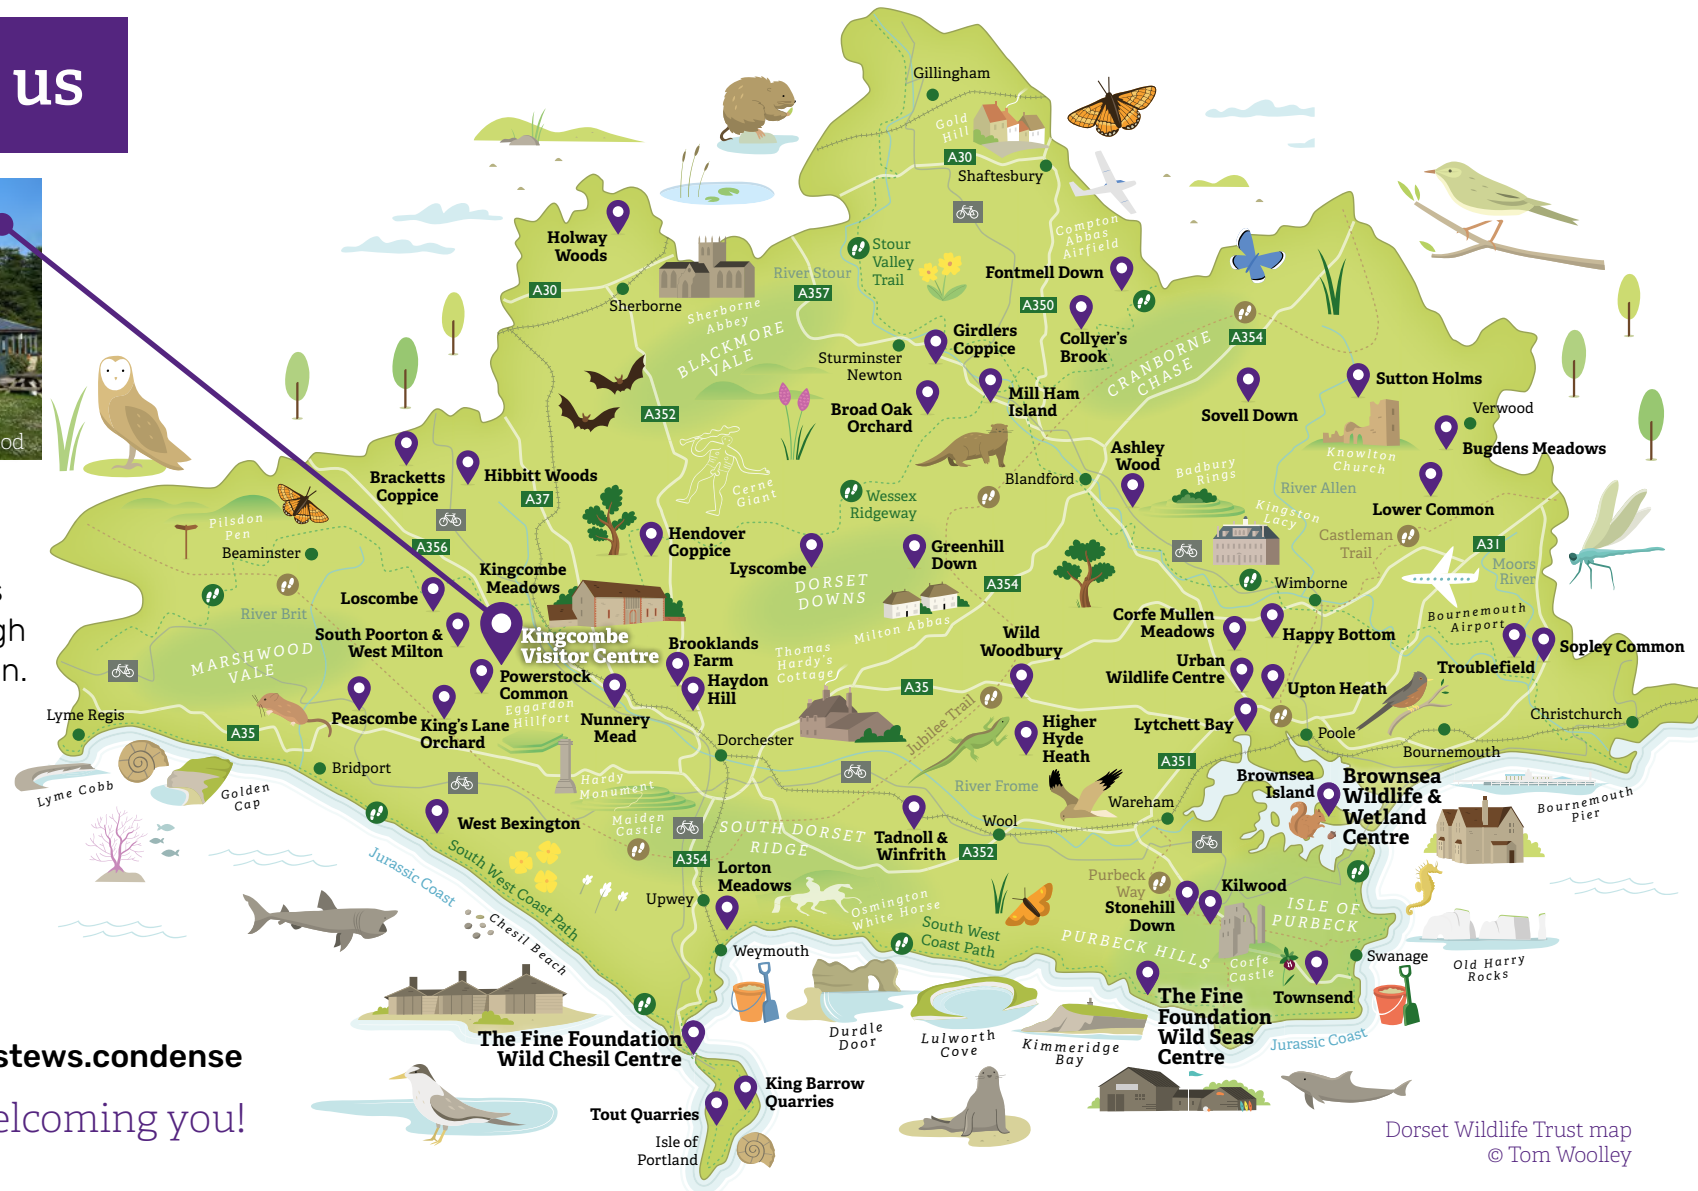 us
ood
s
gh
n.
stews.condense
elcoming you!
Gillingham
Gold
Hill
A30
Shaftesbury
Compton
Abbas
Airfield
Holway
Woods
A30
Sherborne
Sherborne
Abbey
BLACKMORE
VALE
River Stour
A357
Stour
Valley
Trail
Fontmell Down
A350
Collyer's
Brook
Girdlers
Coppice
Sturminster
Newton
Mill Ham
Island
Broad Oak
Orchard
CRANBORNE
CHASE
A354
Sovell Down
Sutton Holms
Verwood
Bugdens Meadows
Knowlton
Church
A352
Bracketts
Coppice
Hibbitt Woods
A37
Cerne
Giant
Wessex
Ridgeway
Blandford
Ashley
Wood
Badbury
Rings
River Allen
Lower Common
Kingston
Lacy
Castleman
Trail
A31
Moors
River
Pilsdon
Pen
Beaminster
A356
Hendover
Coppice
Lyscombe
Greenhill
Down
DORSET
DOWNS
A354
Milton Abbas
Wimborne
Bournemouth
Airport
Kingcombe
Meadows
Loscombe
River Brit
South Poorton &
West Milton
Kingcombe
Visitor Centre
MARSHWOOD
VALE
Powerstock
Common
Brooklands
Farm
Haydon
Hill
Thomas
Hardy's
Cottage
Wild
Woodbury
Corfe Mullen
Meadows
Happy Bottom
Urban
Wildlife Centre
Upton Heath
Troublefield
Sopley Common
Lyme Regis
A35
Peascombe
King's Lane
Orchard
Eggardon
Hillfort
Nunnery
Mead
A35
Jubilee Trail
Higher
Hyde
Heath
Lytchett Bay
Poole
Bournemouth
Christchurch
Lyme Cobb
Golden
Cap
Bridport
Dorchester
Hardy
Monument
River Frome
A351
Wareham
Brownsea
Island
Brownsea
Wildlife &
Wetland
Centre
Bournemouth
Pier
West Bexington
Maiden
Castle
SOUTH DORSET
RIDGE
Tadnoll &
Winfrith
Wool
A352
Jurassic Coast
South West Coast Path
A354
Lorton
Meadows
Upwey
Osmington
White Horse
South West
Coast Path
Purbeck
Way
Stonehill
Down
Kilwood
ISLE OF
PURBECK
PURBECK HILLS
Corfe
Castle
Swanage
Old Harry
Rocks
Townsend
Chesil Beach
Weymouth
Durdle
Door
Lulworth
Cove
Kimmeridge
Bay
The Fine
Foundation
Wild Seas
Centre
Jurassic Coast
The Fine Foundation
Wild Chesil Centre
King Barrow
Quarries
Tout Quarries
Isle of
Portland
Dorset Wildlife Trust map
© Tom Woolley